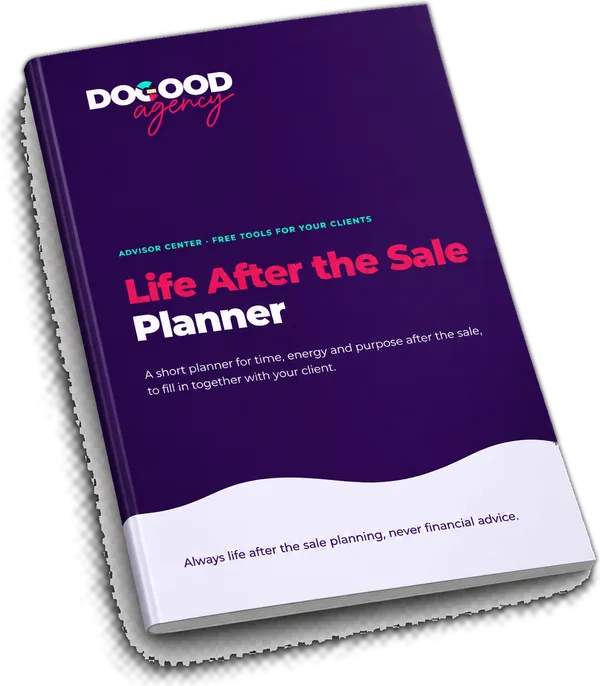 DOGOOD
agency
ADVISOR CENTER · FREE TOOLS FOR YOUR CLIENTS
Life After the Sale
Planner
A short planner for time, energy and purpose after the sale,
to fill in together with your client.
Always life after the sale planning, never financial advice.